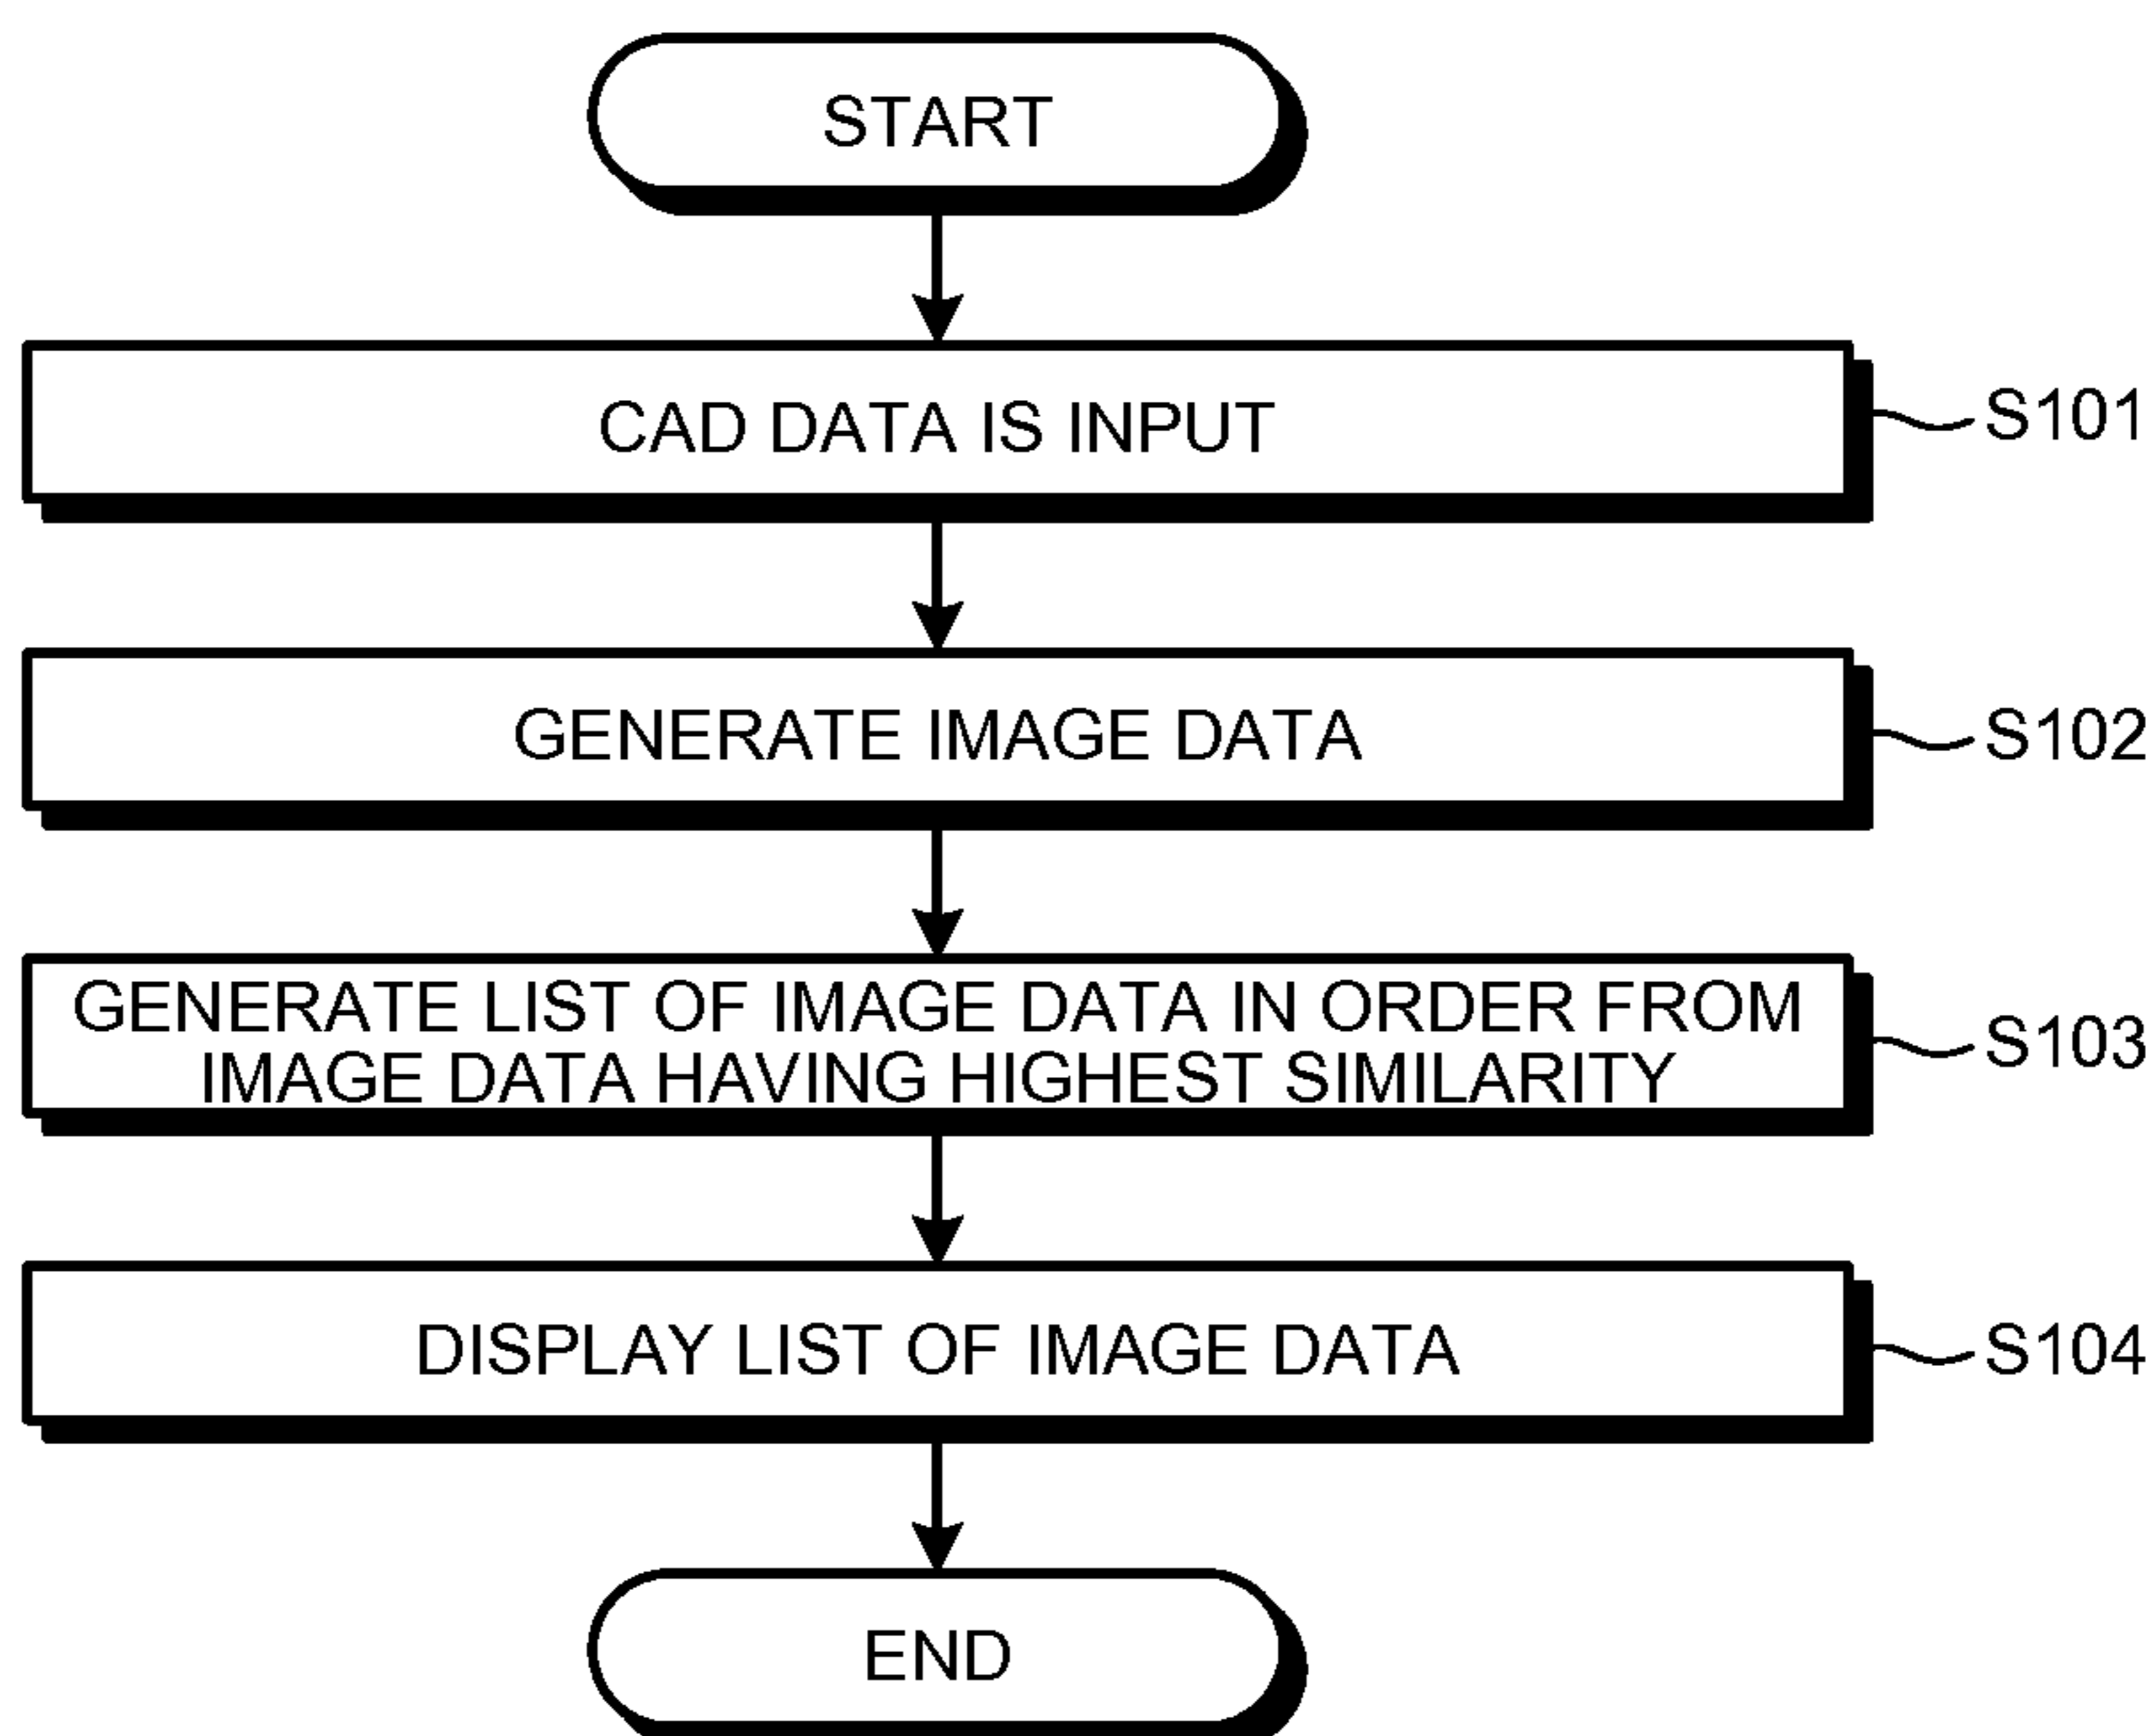 START
CAD DATA IS INPUT
S101
GENERATE IMAGE DATA
S102
GENERATE LIST OF IMAGE DATA IN ORDER FROM
IMAGE DATA HAVING HIGHEST SIMILARITY
S103
DISPLAY LIST OF IMAGE DATA
S104
END